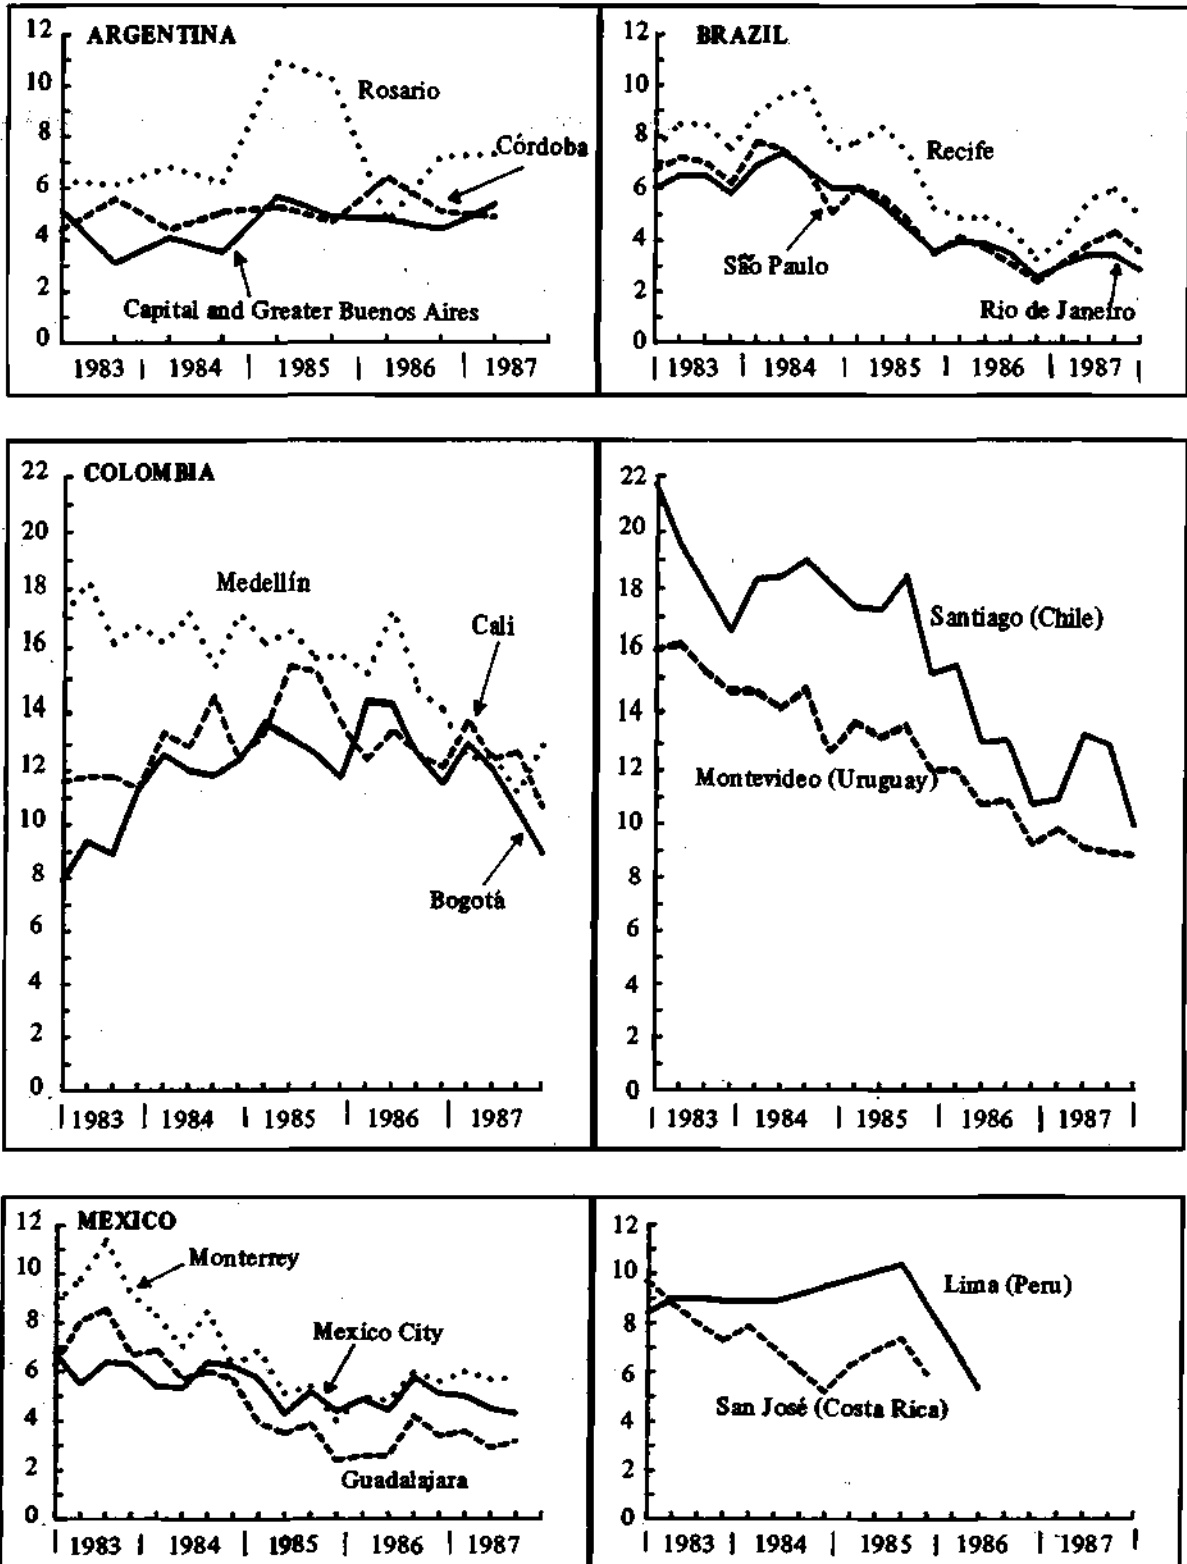 ARGENTINA
12
10
8
6
4
2
0
Rosario
Córdoba
Capital and Greater Buenos Aires
1983 | 1984 | 1985 | 1986 | 1987
BRAZIL
12
10
8
6
4
2
0
Recife
São Paulo
Rio de Janeiro
| 1983 | 1984 | 1985 | 1986 | 1987 |
COLOMBIA
22
20
18
16
14
12
10
8
6
4
2
0
Medellín
Cali
Bogotá
| 1983 | 1984 | 1985 | 1986 | 1987
22
20
18
16
14
12
10
8
6
4
2
0
Santiago (Chile)
Montevideo (Uruguay)
| 1983 | 1984 | 1985 | 1986 | 1987 |
MEXICO
12
10
8
6
4
2
0
Monterrey
Mexico City
Guadalajara
| 1983 | 1984 | 1985 | 1986 | 1987
12
10
8
6
4
2
0
Lima (Peru)
San José (Costa Rica)
| 1983 | 1984 | 1985 | 1986 | 1987 |